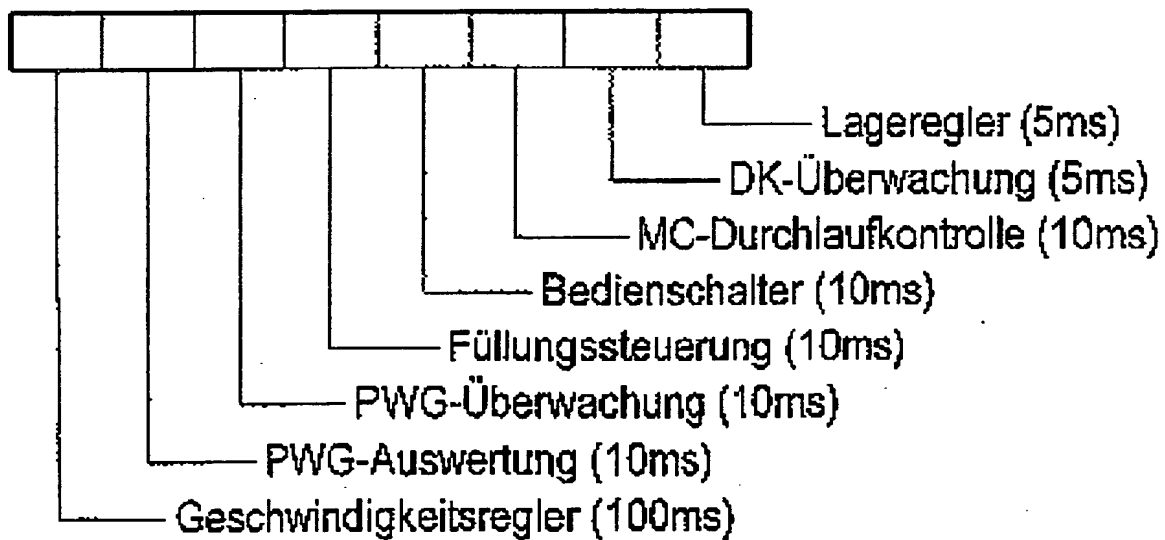 Lageregler (5ms)
DK-Überwachung (5ms)
MC-Durchlaufkontrolle (10ms)
Bedienschalter (10ms)
Füllungssteuerung (10ms)
PWG-Überwachung (10ms)
PWG-Auswertung (10ms)
Geschwindigkeitsregler (100ms)